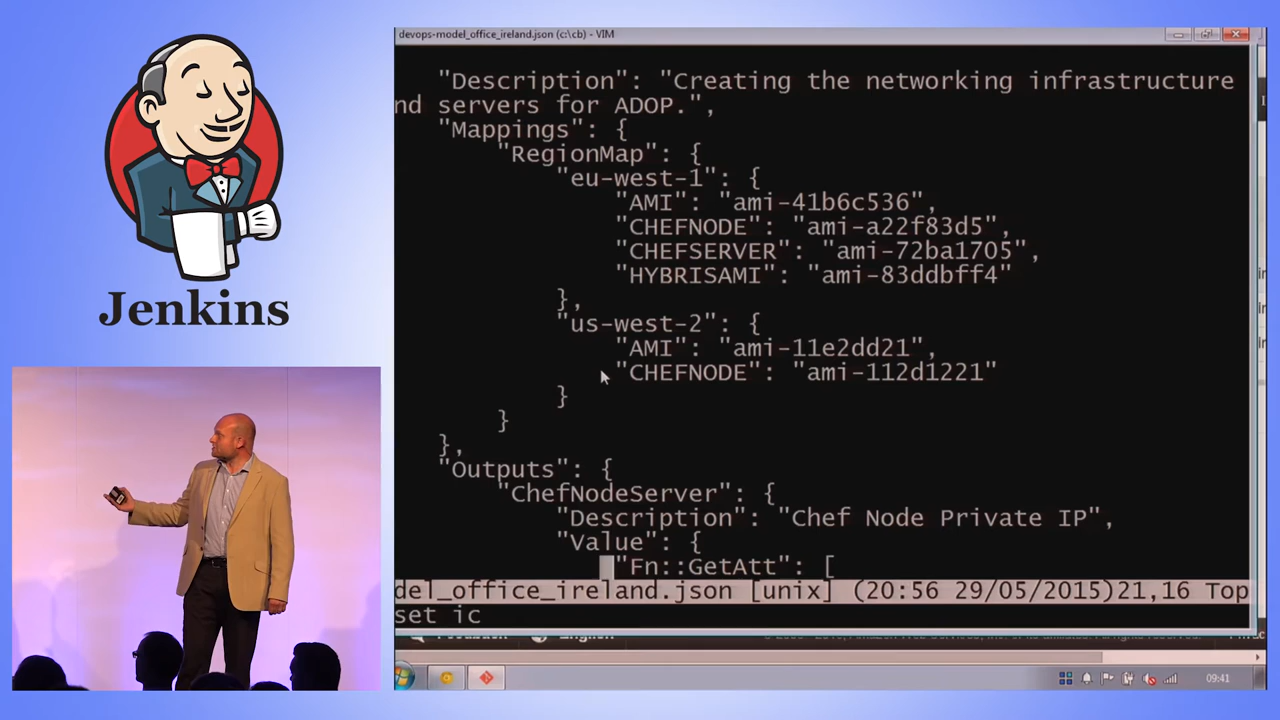 Jenkins
devops-model_office_ireland.json (c:\cb) - VIM
"Description": "Creating the networking infrastructure
nd servers for ADOP.",
"Mappings": {
"RegionMap": {
"eu-west-1": {
"AMI": "ami-41b6c536",
"CHEFNODE": "ami-a22f83d5",
"CHEFSERVER": "ami-72ba1705",
"HYBRISAMI": "ami-83ddbff4"
},
"us-west-2": {
"AMI": "ami-11e2dd21",
"CHEFNODE": "ami-112d1221"
}
}
},
"Outputs": {
"ChefNodeServer": {
"Description": "Chef Node Private IP",
"Value": {
"Fn::GetAtt": [
del_office_ireland.json [unix] (20:56 29/05/2015)21,16 Top
set ic
09:41